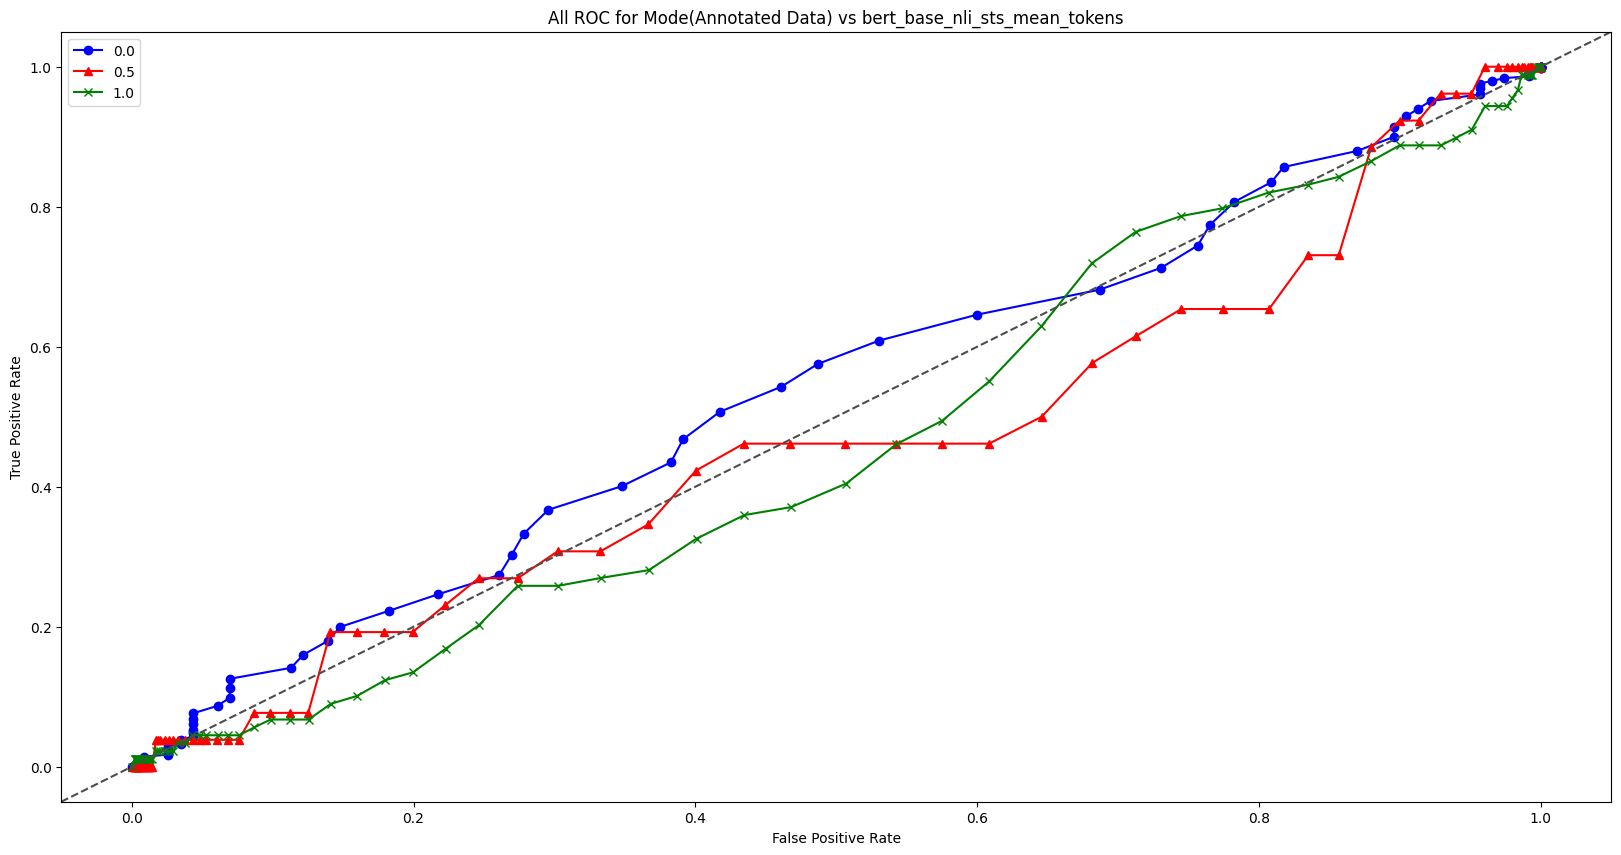 All ROC for Mode(Annotated Data) vs bert_base_nli_sts_mean_tokens
0.0
0.5
1.0
1.0
0.8
0.6
0.4
0.2
0.0
True Positive Rate
0.0 0.2 0.4 0.6 0.8 1.0
False Positive Rate